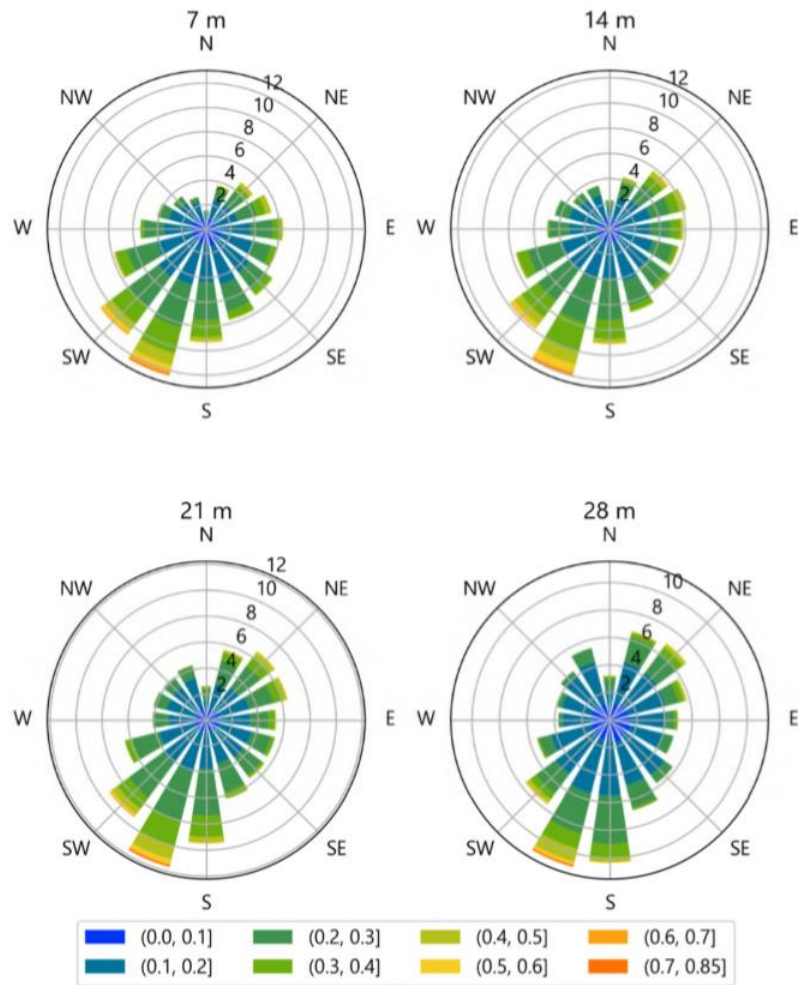 7 m
N
NW
NE
12
10
8
6
4
2
W
E
SW
SE
S
14 m
N
NW
NE
12
10
8
6
4
2
W
E
SW
SE
S
21 m
N
NW
NE
12
10
8
6
4
2
W
E
SW
SE
S
28 m
N
NW
NE
10
8
6
4
2
W
E
SW
SE
S
(0.0, 0.1]
(0.2, 0.3]
(0.4, 0.5]
(0.6, 0.7]
(0.1, 0.2]
(0.3, 0.4]
(0.5, 0.6]
(0.7, 0.85]